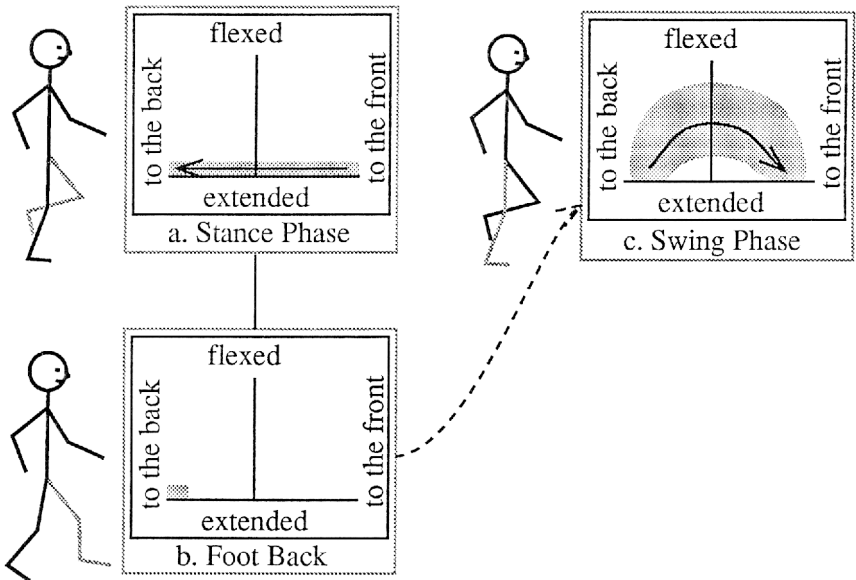 flexed
to the back
to the front
extended
a. Stance Phase
flexed
to the back
to the front
extended
b. Foot Back
flexed
to the back
to the front
extended
c. Swing Phase